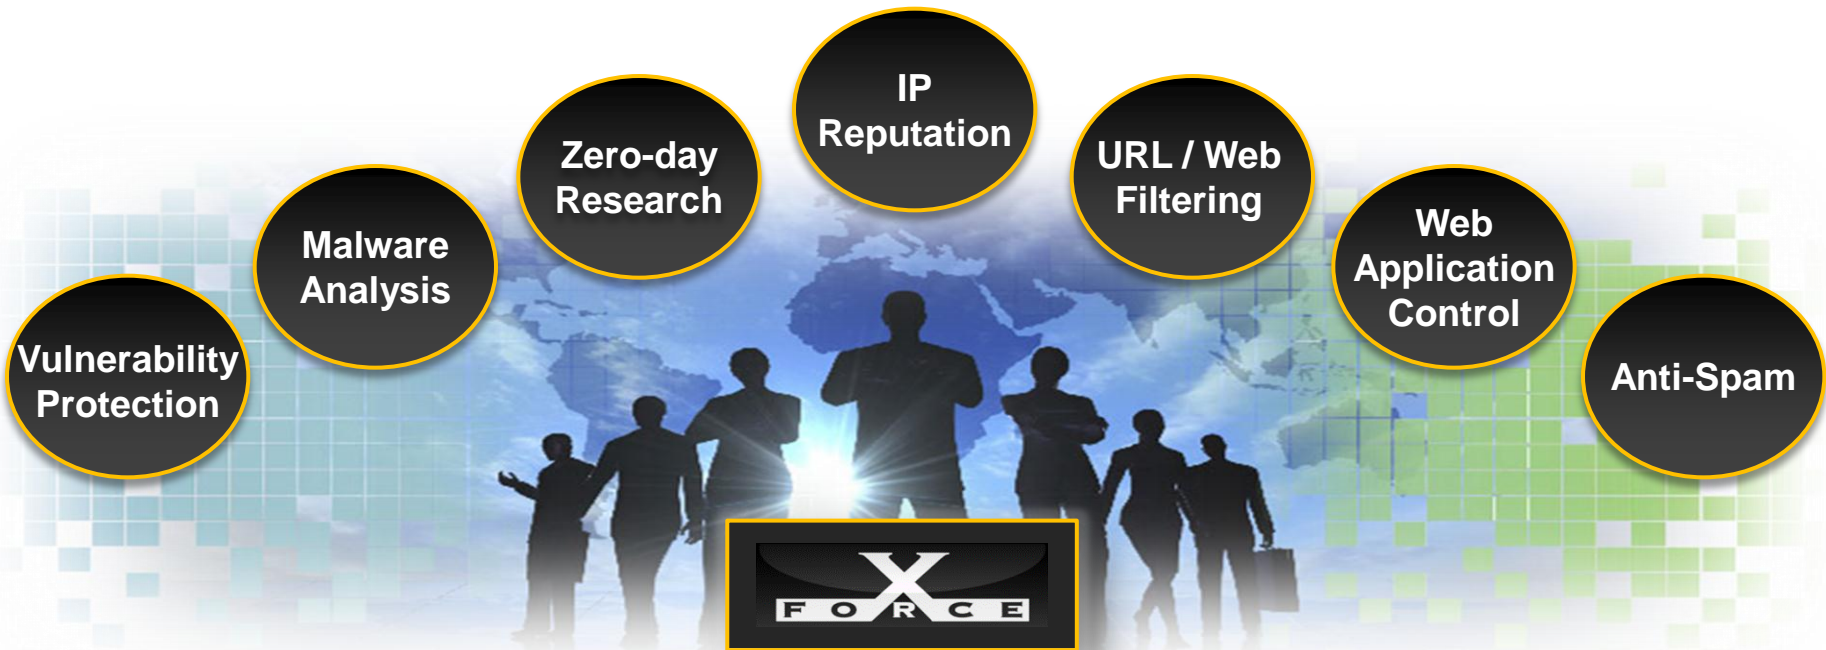 Vulnerability
Protection
Malware
Analysis
Zero-day
Research
IP
Reputation
URL / Web
Filtering
Web
Application
Control
Anti-Spam
X
FORCE